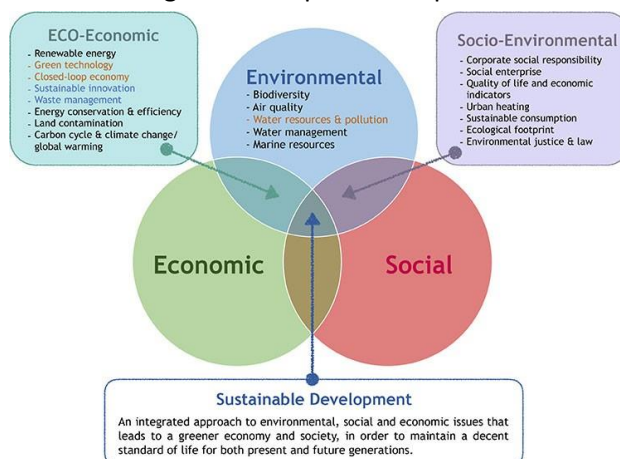 ECO-Economic
- Renewable energy
- Green technology
- Closed-loop economy
- Sustainable innovation
- Waste management
- Energy conservation & efficiency
- Land contamination
- Carbon cycle & climate change/
global warming
Environmental
- Biodiversity
- Air quality
- Water resources & pollution
- Water management
- Marine resources
Socio-Environmental
- Corporate social responsibility
- Social enterprise
- Quality of life and economic
indicators
- Urban heating
- Sustainable consumption
- Ecological footprint
- Environmental justice & law
Economic
Social
Sustainable Development
An integrated approach to environmental, social and economic issues that
leads to a greener economy and society, in order to maintain a decent
standard of life for both present and future generations.